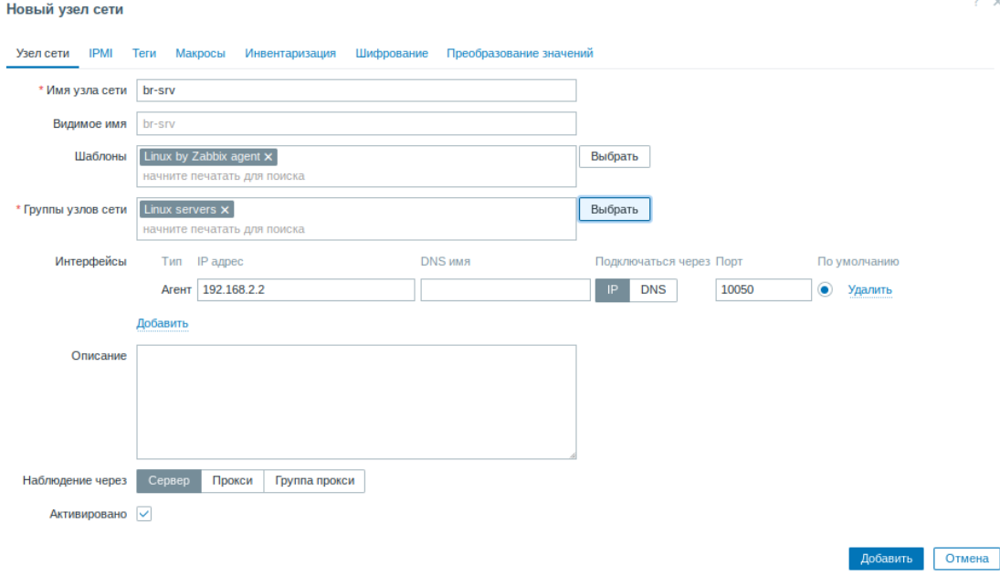 Новый узел сети ? ×
Узел сети IPMI Теги Макросы Инвентаризация Шифрование Преобразование значений
* Имя узла сети br-srv
Видимое имя br-srv
Шаблоны Linux by Zabbix agent × Выбрать
начните печатать для поиска
* Группы узлов сети Linux servers × Выбрать
начните печатать для поиска
Интерфейсы Тип IP адрес DNS имя Подключаться через Порт По умолчанию
Агент 192.168.2.2 IP DNS 10050 Удалить
Добавить
Описание
Наблюдение через Сервер Прокси Группа прокси
Активировано
Добавить Отмена